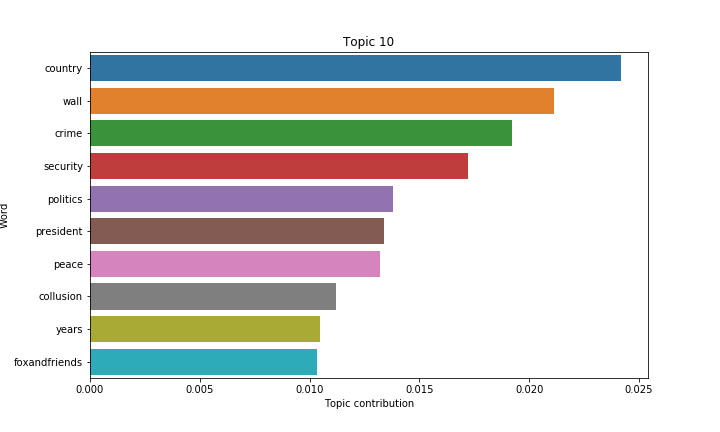 Topic 10
country
wall
crime
security
politics
president
peace
collusion
years
foxandfriends
Word
0.000 0.005 0.010 0.015 0.020 0.025
Topic contribution